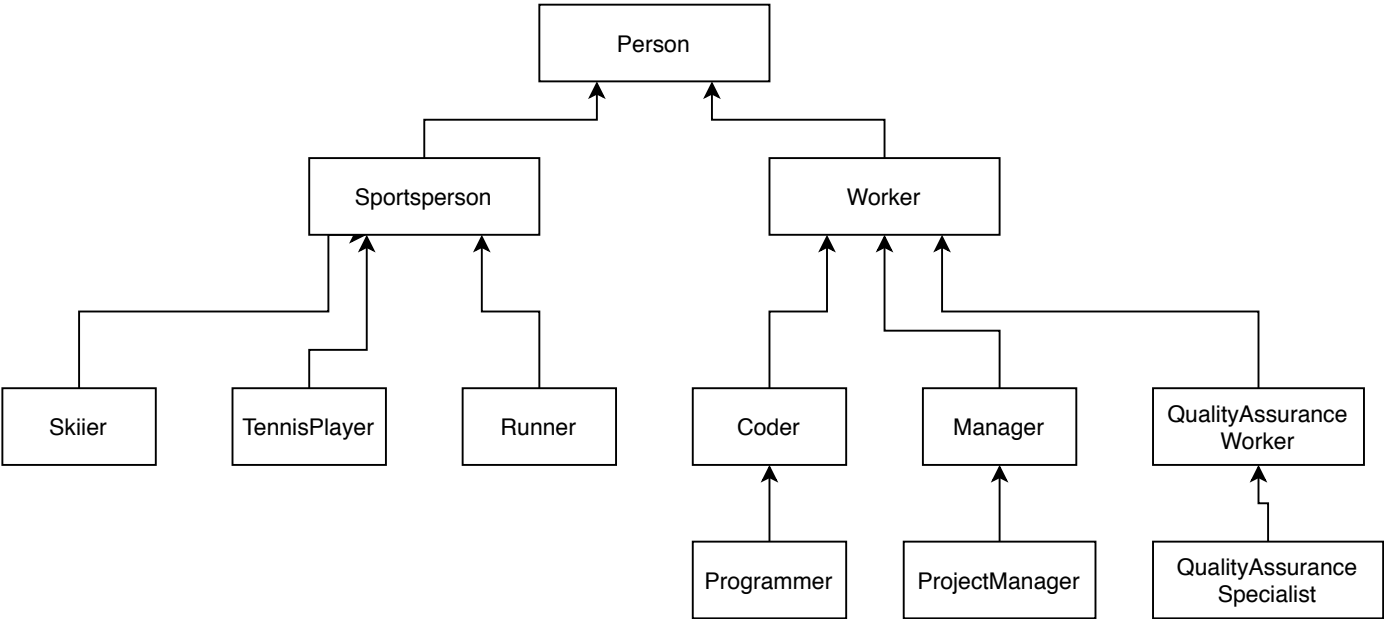 Person
Sportsperson
Worker
Skiier
TennisPlayer
Runner
Coder
Manager
QualityAssurance
Worker
Programmer
ProjectManager
QualityAssurance
Specialist